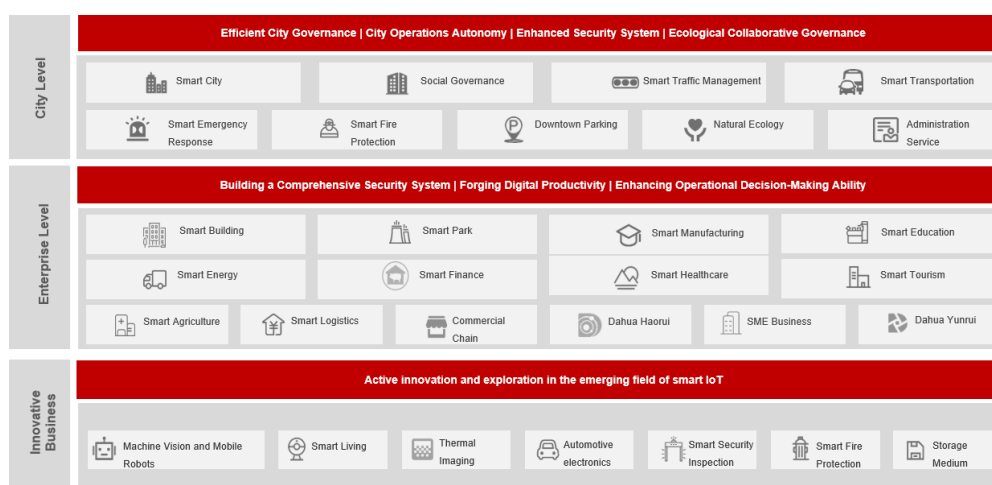 City Level
Efficient City Governance | City Operations Autonomy | Enhanced Security System | Ecological Collaborative Governance
Smart City
Social Governance
Smart Traffic Management
Smart Transportation
Smart Emergency
Response
Smart Fire
Protection
Downtown Parking
Natural Ecology
Administration
Service
Enterprise Level
Building a Comprehensive Security System | Forging Digital Productivity | Enhancing Operational Decision-Making Ability
Smart Building
Smart Park
Smart Manufacturing
Smart Education
Smart Energy
Smart Finance
Smart Healthcare
Smart Tourism
Smart Agriculture
Smart Logistics
Commercial
Chain
Dahua Haorui
SME Business
Dahua Yunrui
Innovative
Business
Active innovation and exploration in the emerging field of smart IoT
Machine Vision and Mobile
Robots
Smart Living
Thermal
Imaging
Automotive
electronics
Smart Security
Inspection
Smart Fire
Protection
Storage
Medium